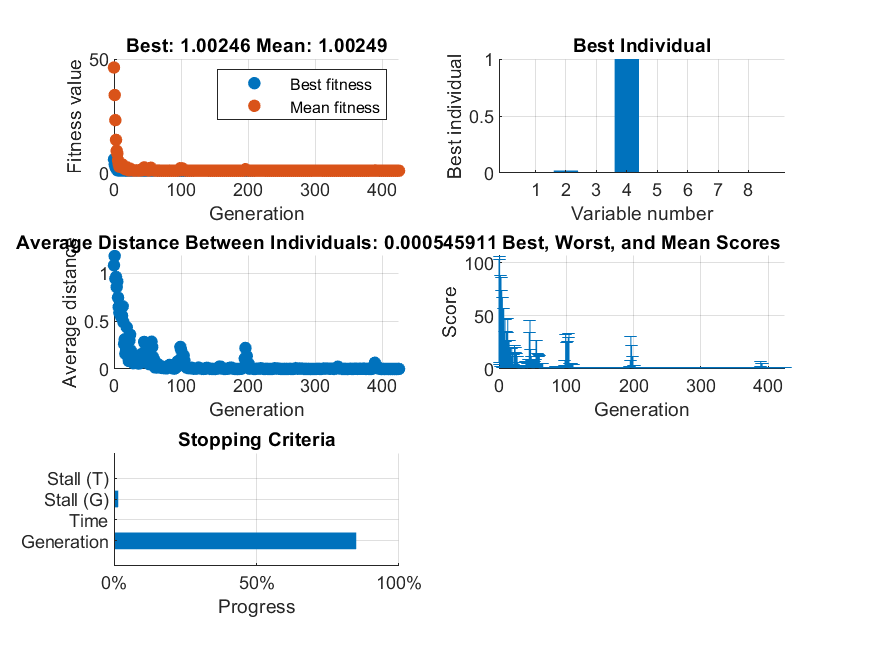 Best: 1.00246 Mean: 1.00249
Fitness value
50
0
Best fitness
Mean fitness
0 100 200 300 400
Generation
Best Individual
Best individual
1
0.5
0
1 2 3 4 5 6 7 8
Variable number
Average Distance Between Individuals: 0.000545911
Average distance
1
0.5
0
0 100 200 300 400
Generation
Best, Worst, and Mean Scores
Score
100
50
0
0 100 200 300 400
Generation
Stopping Criteria
Stall (T)
Stall (G)
Time
Generation
0% 50% 100%
Progress